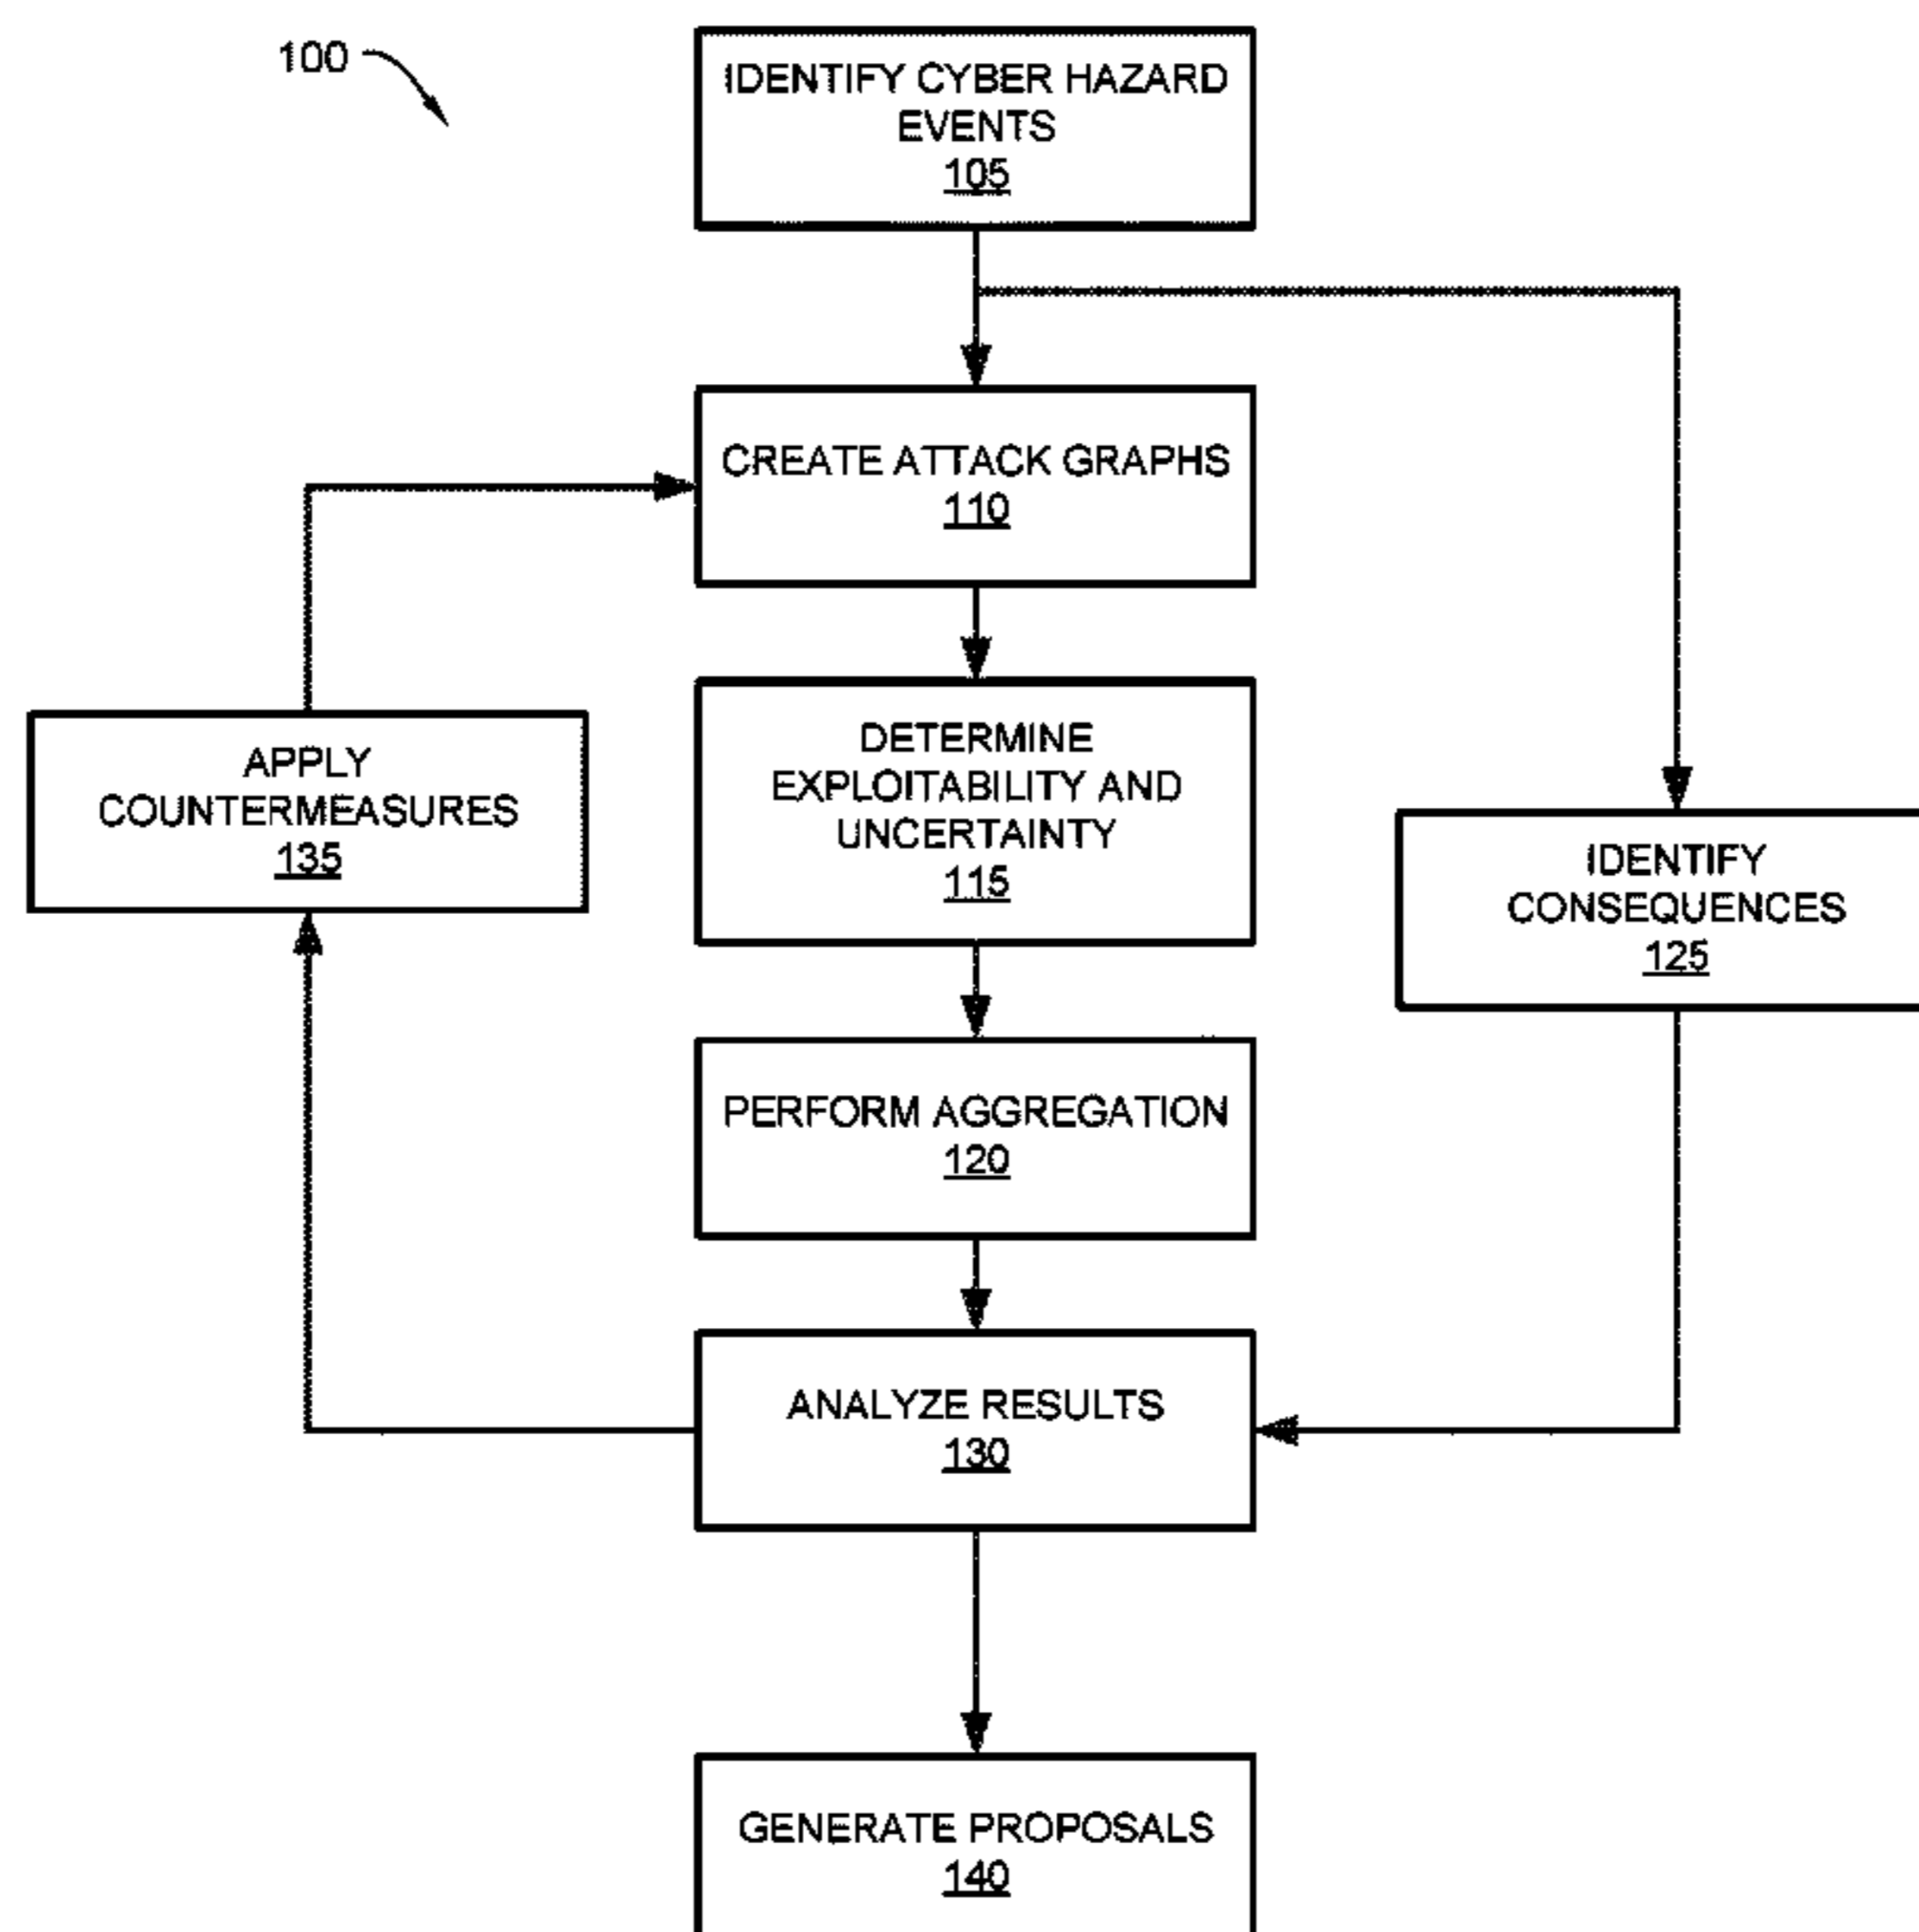 100
IDENTIFY CYBER HAZARD
EVENTS
105
CREATE ATTACK GRAPHS
110
APPLY
COUNTERMEASURES
135
DETERMINE
EXPLOITABILITY AND
UNCERTAINTY
115
IDENTIFY
CONSEQUENCES
125
PERFORM AGGREGATION
120
ANALYZE RESULTS
130
GENERATE PROPOSALS
140